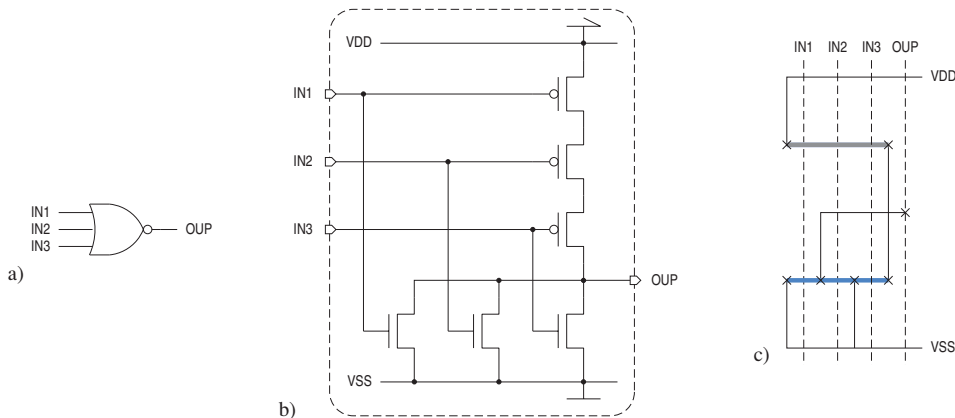 IN1
IN2
IN3
OUP
a)
VDD
IN1
IN2
IN3
OUP
VSS
b)
IN1 IN2 IN3 OUP
VDD
VSS
c)